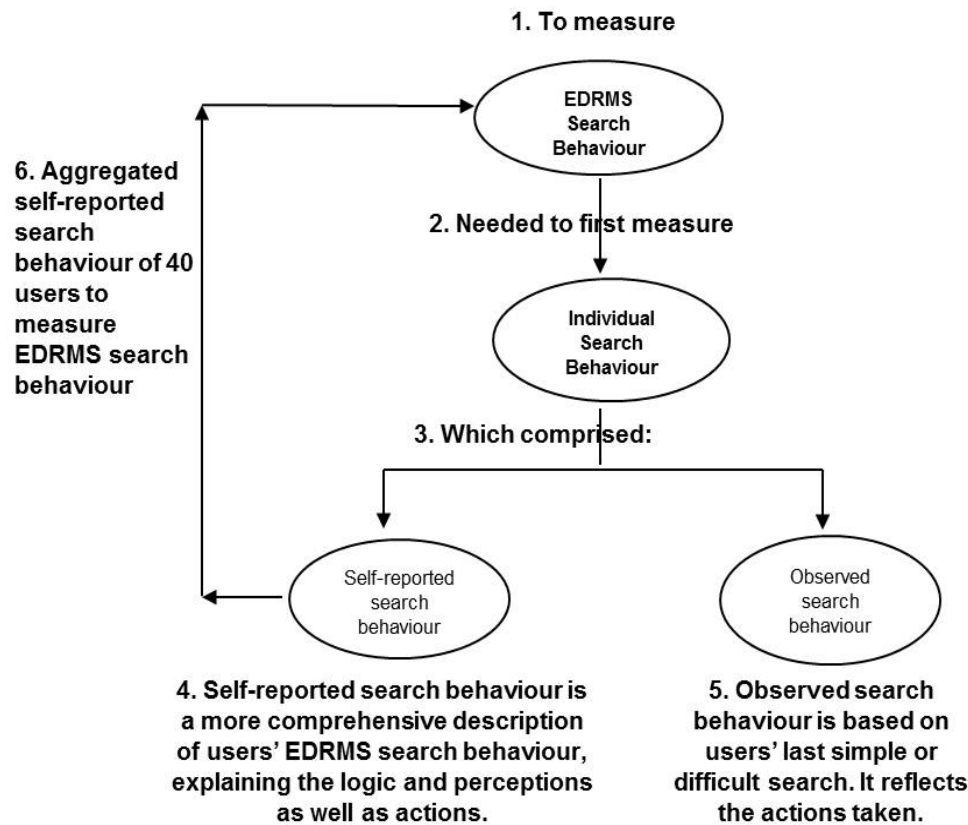 1. To measure
EDRMS
Search
Behaviour
6. Aggregated
self-reported
search
behaviour of 40
users to
measure
EDRMS search
behaviour
2. Needed to first measure
Individual
Search
Behaviour
3. Which comprised:
Self-reported
search
behaviour
Observed
search
behaviour
4. Self-reported search behaviour is
a more comprehensive description
of users’ EDRMS search behaviour,
explaining the logic and perceptions
as well as actions.
5. Observed search
behaviour is based on
users’ last simple or
difficult search. It reflects
the actions taken.